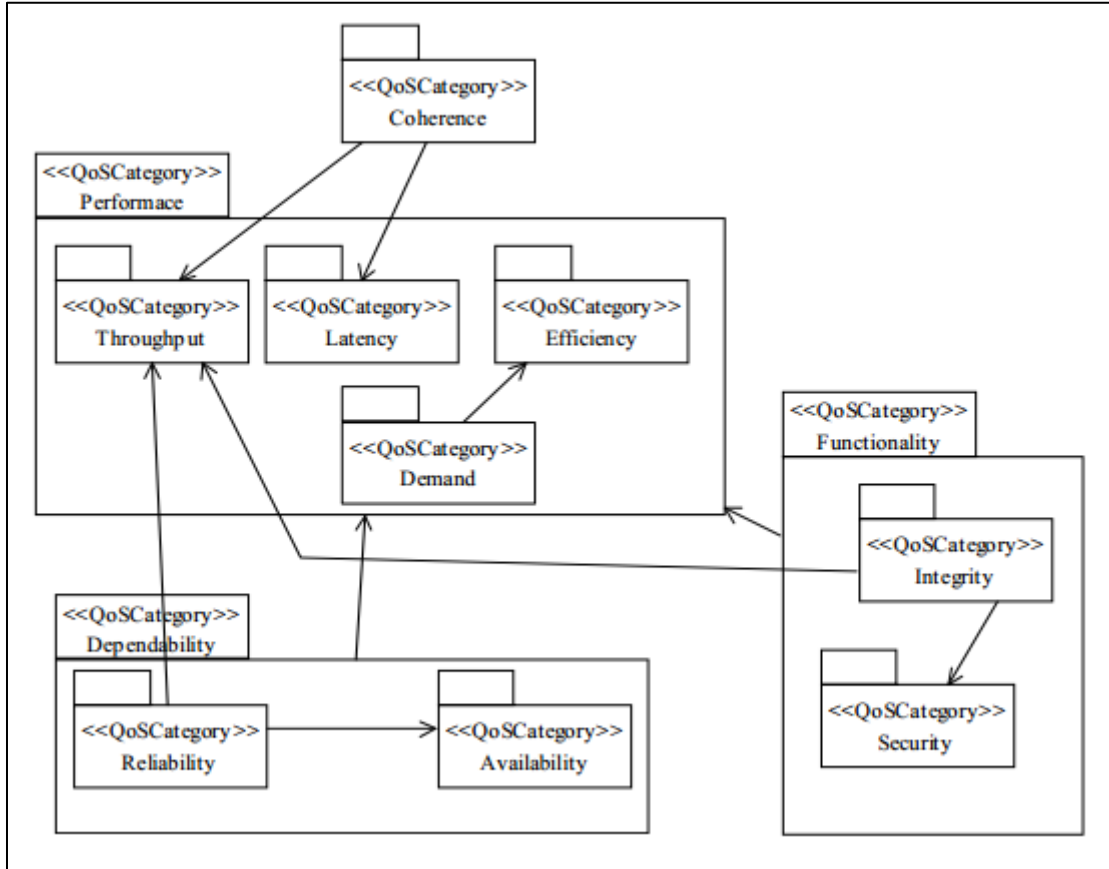 <<QoSCategory>>
Coherence
<<QoSCategory>>
Performace
<<QoSCategory>>
Throughput
<<QoSCategory>>
Latency
<<QoSCategory>>
Efficiency
<<QoSCategory>>
Demand
<<QoSCategory>>
Functionality
<<QoSCategory>>
Integrity
<<QoSCategory>>
Security
<<QoSCategory>>
Dependability
<<QoSCategory>>
Reliability
<<QoSCategory>>
Availability